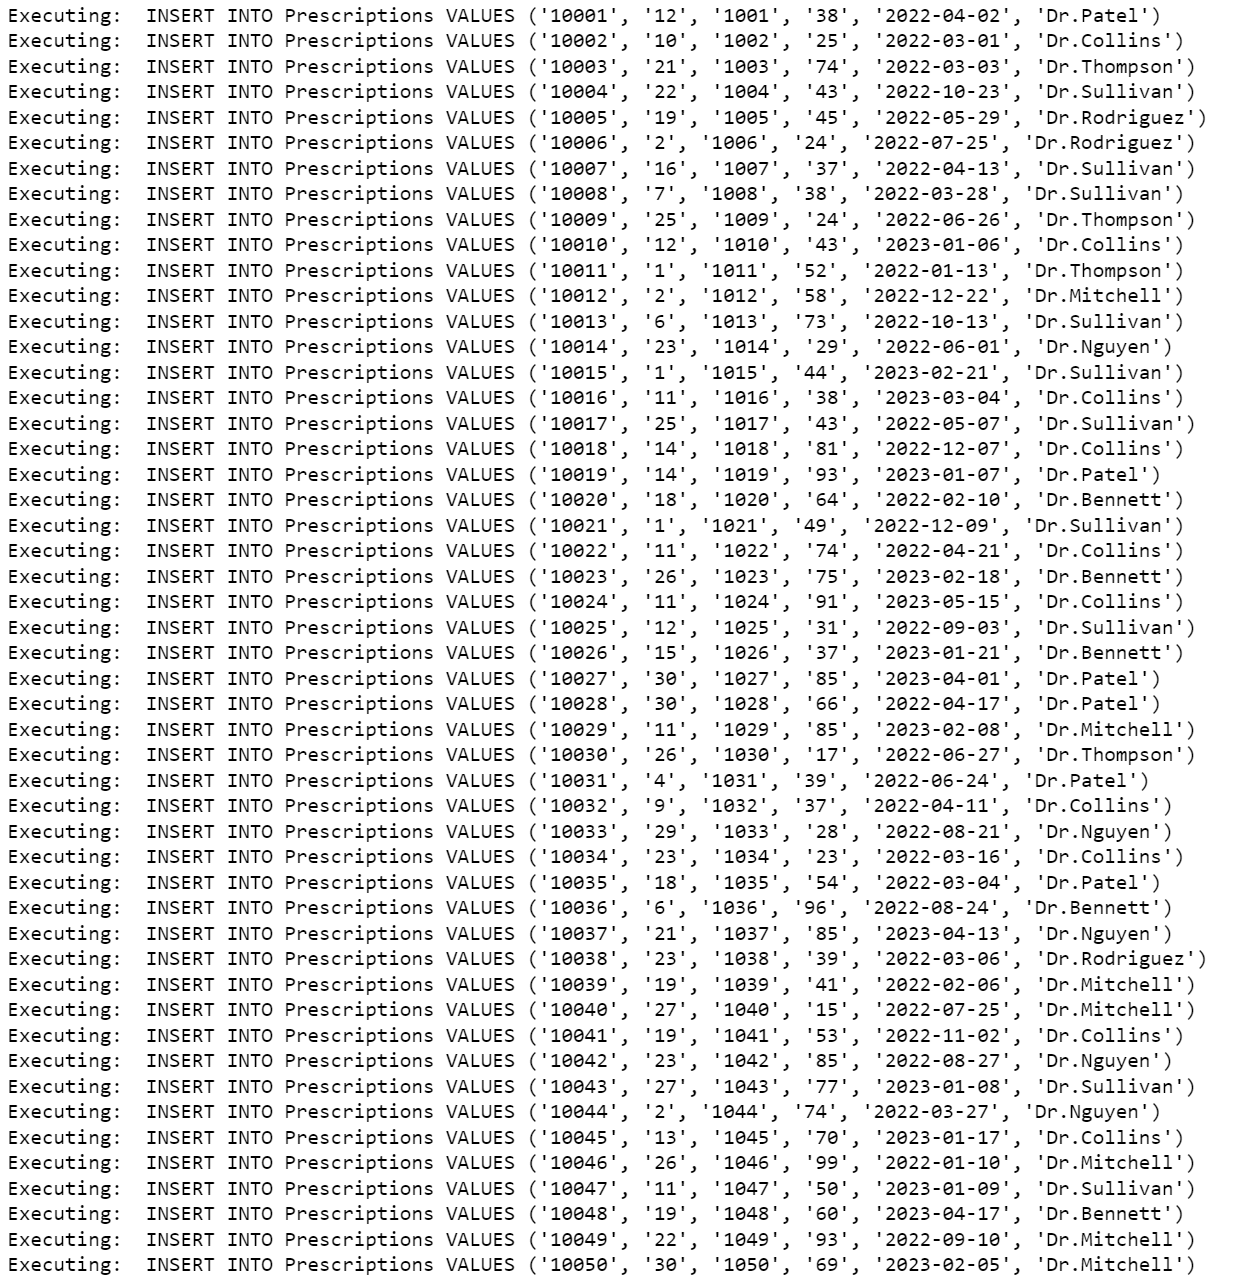 Executing:  INSERT INTO Prescriptions VALUES ('10001', '12', '1001', '38', '2022-04-02', 'Dr.Patel')
Executing:  INSERT INTO Prescriptions VALUES ('10002', '10', '1002', '25', '2022-03-01', 'Dr.Collins')
Executing:  INSERT INTO Prescriptions VALUES ('10003', '21', '1003', '74', '2022-03-03', 'Dr.Thompson')
Executing:  INSERT INTO Prescriptions VALUES ('10004', '22', '1004', '43', '2022-10-23', 'Dr.Sullivan')
Executing:  INSERT INTO Prescriptions VALUES ('10005', '19', '1005', '45', '2022-05-29', 'Dr.Rodriguez')
Executing:  INSERT INTO Prescriptions VALUES ('10006', '2', '1006', '24', '2022-07-25', 'Dr.Rodriguez')
Executing:  INSERT INTO Prescriptions VALUES ('10007', '16', '1007', '37', '2022-04-13', 'Dr.Sullivan')
Executing:  INSERT INTO Prescriptions VALUES ('10008', '7', '1008', '38', '2022-03-28', 'Dr.Sullivan')
Executing:  INSERT INTO Prescriptions VALUES ('10009', '25', '1009', '24', '2022-06-26', 'Dr.Thompson')
Executing:  INSERT INTO Prescriptions VALUES ('10010', '12', '1010', '43', '2023-01-06', 'Dr.Collins')
Executing:  INSERT INTO Prescriptions VALUES ('10011', '1', '1011', '52', '2022-01-13', 'Dr.Thompson')
Executing:  INSERT INTO Prescriptions VALUES ('10012', '2', '1012', '58', '2022-12-22', 'Dr.Mitchell')
Executing:  INSERT INTO Prescriptions VALUES ('10013', '6', '1013', '73', '2022-10-13', 'Dr.Sullivan')
Executing:  INSERT INTO Prescriptions VALUES ('10014', '23', '1014', '29', '2022-06-01', 'Dr.Nguyen')
Executing:  INSERT INTO Prescriptions VALUES ('10015', '1', '1015', '44', '2023-02-21', 'Dr.Sullivan')
Executing:  INSERT INTO Prescriptions VALUES ('10016', '11', '1016', '38', '2023-03-04', 'Dr.Collins')
Executing:  INSERT INTO Prescriptions VALUES ('10017', '25', '1017', '43', '2022-05-07', 'Dr.Sullivan')
Executing:  INSERT INTO Prescriptions VALUES ('10018', '14', '1018', '81', '2022-12-07', 'Dr.Collins')
Executing:  INSERT INTO Prescriptions VALUES ('10019', '14', '1019', '93', '2023-01-07', 'Dr.Patel')
Executing:  INSERT INTO Prescriptions VALUES ('10020', '18', '1020', '64', '2022-02-10', 'Dr.Bennett')
Executing:  INSERT INTO Prescriptions VALUES ('10021', '1', '1021', '49', '2022-12-09', 'Dr.Sullivan')
Executing:  INSERT INTO Prescriptions VALUES ('10022', '11', '1022', '74', '2022-04-21', 'Dr.Collins')
Executing:  INSERT INTO Prescriptions VALUES ('10023', '26', '1023', '75', '2023-02-18', 'Dr.Bennett')
Executing:  INSERT INTO Prescriptions VALUES ('10024', '11', '1024', '91', '2023-05-15', 'Dr.Collins')
Executing:  INSERT INTO Prescriptions VALUES ('10025', '12', '1025', '31', '2022-09-03', 'Dr.Sullivan')
Executing:  INSERT INTO Prescriptions VALUES ('10026', '15', '1026', '37', '2023-01-21', 'Dr.Bennett')
Executing:  INSERT INTO Prescriptions VALUES ('10027', '30', '1027', '85', '2023-04-01', 'Dr.Patel')
Executing:  INSERT INTO Prescriptions VALUES ('10028', '30', '1028', '66', '2022-04-17', 'Dr.Patel')
Executing:  INSERT INTO Prescriptions VALUES ('10029', '11', '1029', '85', '2023-02-08', 'Dr.Mitchell')
Executing:  INSERT INTO Prescriptions VALUES ('10030', '26', '1030', '17', '2022-06-27', 'Dr.Thompson')
Executing:  INSERT INTO Prescriptions VALUES ('10031', '4', '1031', '39', '2022-06-24', 'Dr.Patel')
Executing:  INSERT INTO Prescriptions VALUES ('10032', '9', '1032', '37', '2022-04-11', 'Dr.Collins')
Executing:  INSERT INTO Prescriptions VALUES ('10033', '29', '1033', '28', '2022-08-21', 'Dr.Nguyen')
Executing:  INSERT INTO Prescriptions VALUES ('10034', '23', '1034', '23', '2022-03-16', 'Dr.Collins')
Executing:  INSERT INTO Prescriptions VALUES ('10035', '18', '1035', '54', '2022-03-04', 'Dr.Patel')
Executing:  INSERT INTO Prescriptions VALUES ('10036', '6', '1036', '96', '2022-08-24', 'Dr.Bennett')
Executing:  INSERT INTO Prescriptions VALUES ('10037', '21', '1037', '85', '2023-04-13', 'Dr.Nguyen')
Executing:  INSERT INTO Prescriptions VALUES ('10038', '23', '1038', '39', '2022-03-06', 'Dr.Rodriguez')
Executing:  INSERT INTO Prescriptions VALUES ('10039', '19', '1039', '41', '2022-02-06', 'Dr.Mitchell')
Executing:  INSERT INTO Prescriptions VALUES ('10040', '27', '1040', '15', '2022-07-25', 'Dr.Mitchell')
Executing:  INSERT INTO Prescriptions VALUES ('10041', '19', '1041', '53', '2022-11-02', 'Dr.Collins')
Executing:  INSERT INTO Prescriptions VALUES ('10042', '23', '1042', '85', '2022-08-27', 'Dr.Nguyen')
Executing:  INSERT INTO Prescriptions VALUES ('10043', '27', '1043', '77', '2023-01-08', 'Dr.Sullivan')
Executing:  INSERT INTO Prescriptions VALUES ('10044', '2', '1044', '74', '2022-03-27', 'Dr.Nguyen')
Executing:  INSERT INTO Prescriptions VALUES ('10045', '13', '1045', '70', '2023-01-17', 'Dr.Collins')
Executing:  INSERT INTO Prescriptions VALUES ('10046', '26', '1046', '99', '2022-01-10', 'Dr.Mitchell')
Executing:  INSERT INTO Prescriptions VALUES ('10047', '11', '1047', '50', '2023-01-09', 'Dr.Sullivan')
Executing:  INSERT INTO Prescriptions VALUES ('10048', '19', '1048', '60', '2023-04-17', 'Dr.Bennett')
Executing:  INSERT INTO Prescriptions VALUES ('10049', '22', '1049', '93', '2022-09-10', 'Dr.Mitchell')
Executing:  INSERT INTO Prescriptions VALUES ('10050', '30', '1050', '69', '2023-02-05', 'Dr.Mitchell')